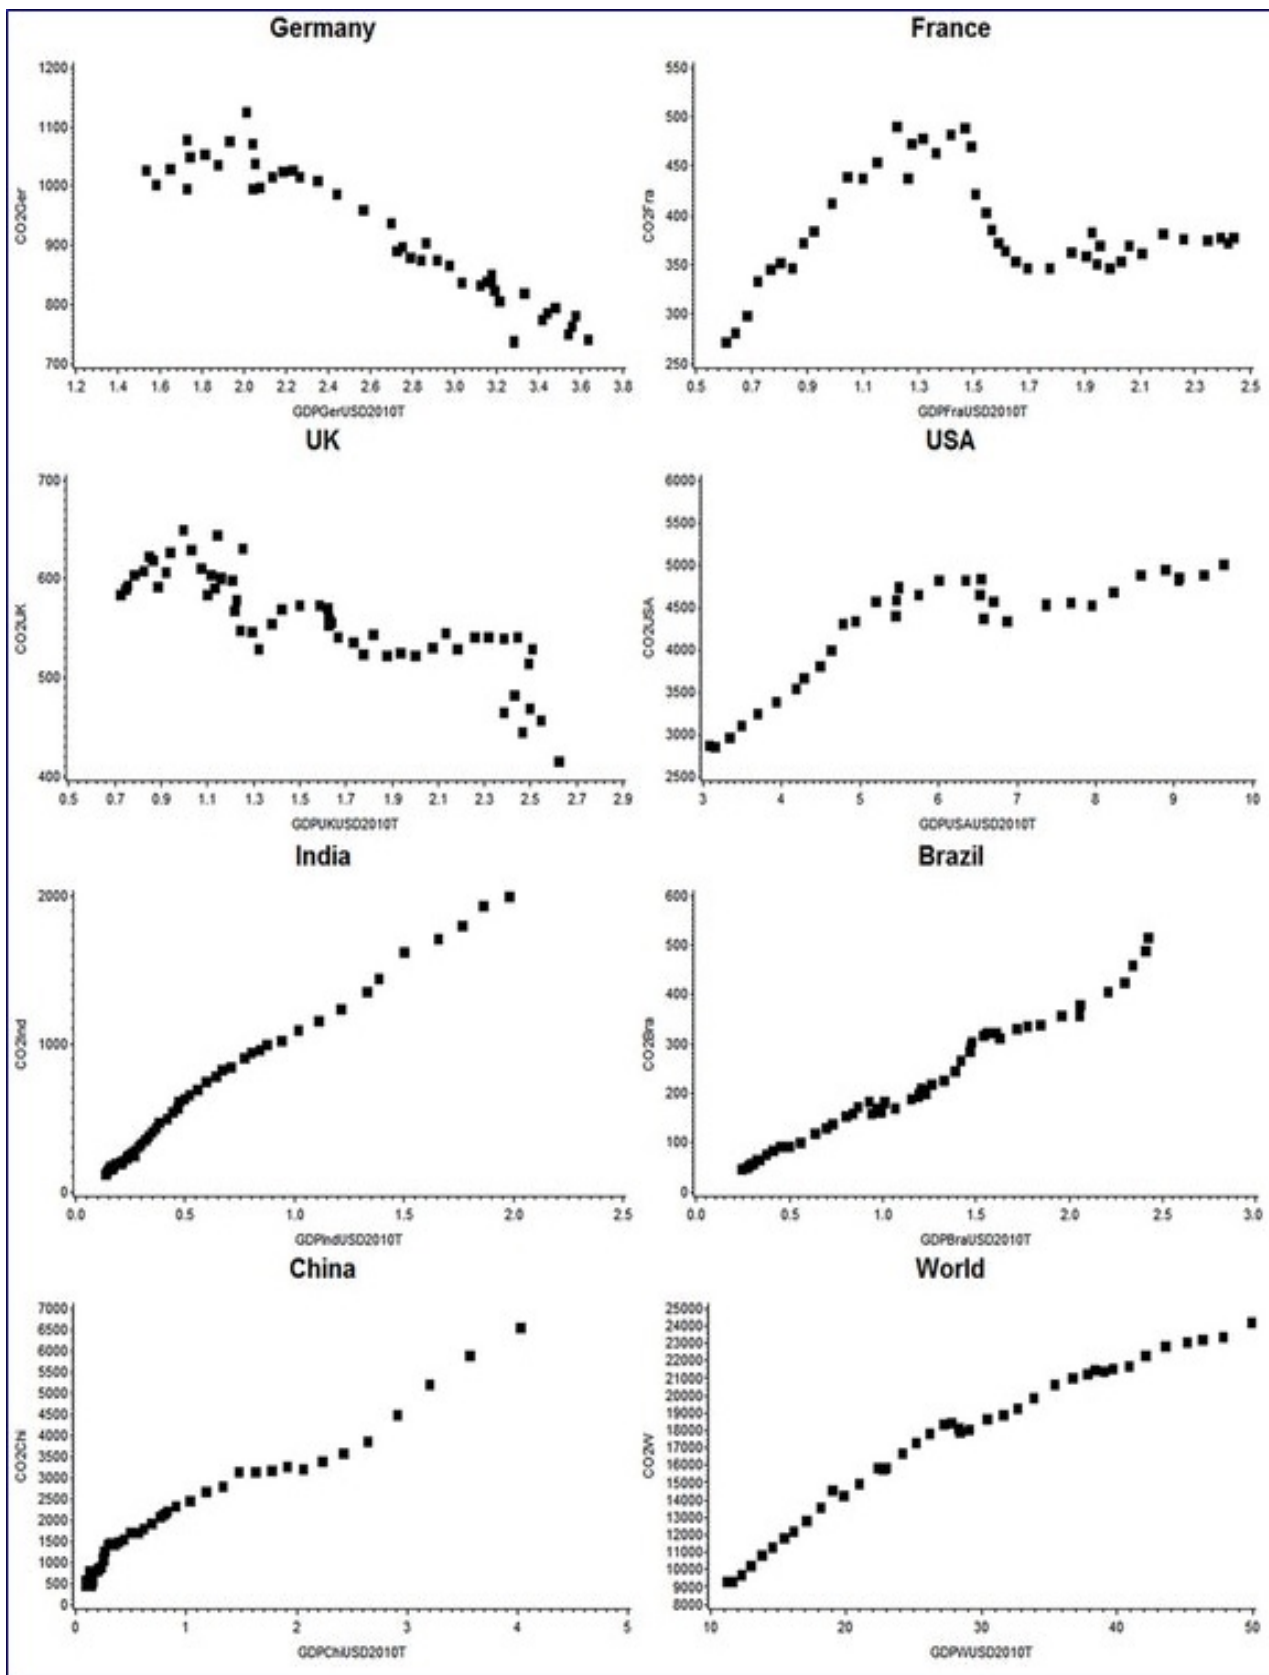 Germany
1200
1100
1000
900
800
700
CO2Ger
1.2 1.4 1.6 1.8 2.0 2.2 2.4 2.6 2.8 3.0 3.2 3.4 3.6 3.8
GDPGerUSD2010T
France
550
500
450
400
350
300
250
CO2Fra
0.5 0.7 0.9 1.1 1.3 1.5 1.7 1.9 2.1 2.3 2.5
GDPFraUSD2010T
UK
700
600
500
400
CO2UK
0.5 0.7 0.9 1.1 1.3 1.5 1.7 1.9 2.1 2.3 2.5 2.7 2.9
GDPUKUSD2010T
USA
6000
5500
5000
4500
4000
3500
3000
2500
CO2USA
3 4 5 6 7 8 9 10
GDPUSAUSD2010T
India
2000
1000
0
CO2Ind
0.0 0.5 1.0 1.5 2.0 2.5
GDPIndUSD2010T
Brazil
600
500
400
300
200
100
0
CO2Bra
0.0 0.5 1.0 1.5 2.0 2.5 3.0
GDPBraUSD2010T
China
7000
6500
6000
5500
5000
4500
4000
3500
3000
2500
2000
1500
1000
500
0
CO2Chi
0 1 2 3 4 5
GDPChiUSD2010T
World
25000
24000
23000
22000
21000
20000
19000
18000
17000
16000
15000
14000
13000
12000
11000
10000
9000
8000
CO2W
10 20 30 40 50
GDPWUSD2010T